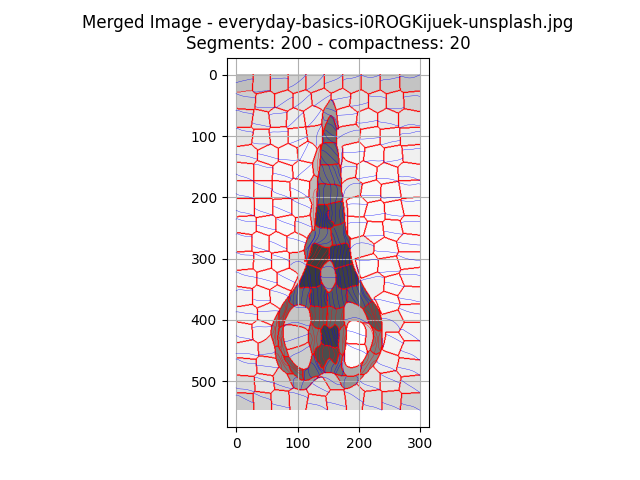 Merged Image - everyday-basics-i0ROGKijuek-unsplash.jpg
Segments: 200 - compactness: 20
0
100
200
300
400
500
0 100 200 300